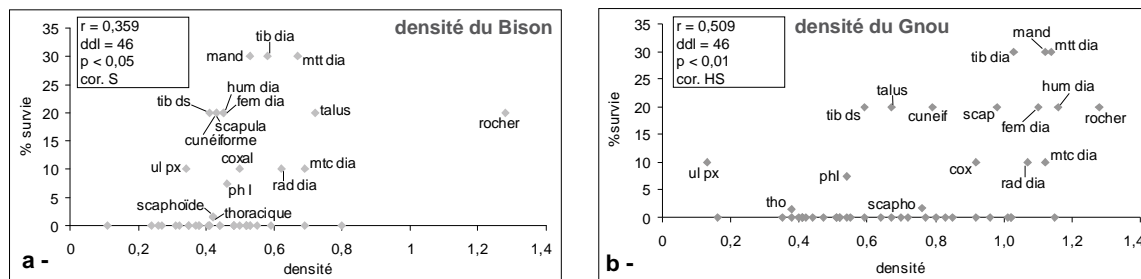 r = 0,359
ddl = 46
p < 0,05
cor. S
densité du Bison
% survie
35
30
25
20
15
10
5
0
mand
tib dia
mtt dia
hum dia
fem dia
tib ds
scapula
cunéiforme
talus
rocher
ul px
coxal
mtc dia
rad dia
ph I
scaphoïde
thoracique
0
0,2
0,4
0,6
0,8
1
1,2
1,4
densité
a -
r = 0,509
ddl = 46
p < 0,01
cor. HS
densité du Gnou
%survie
35
30
25
20
15
10
5
0
mand
tib dia
mtt dia
talus
hum dia
tib ds
cuneif
scap
fem dia
rocher
ul px
phI
cox
mtc dia
rad dia
tho
scapho
0
0,2
0,4
0,6
0,8
1,0
1,2
1,4
densité
b -